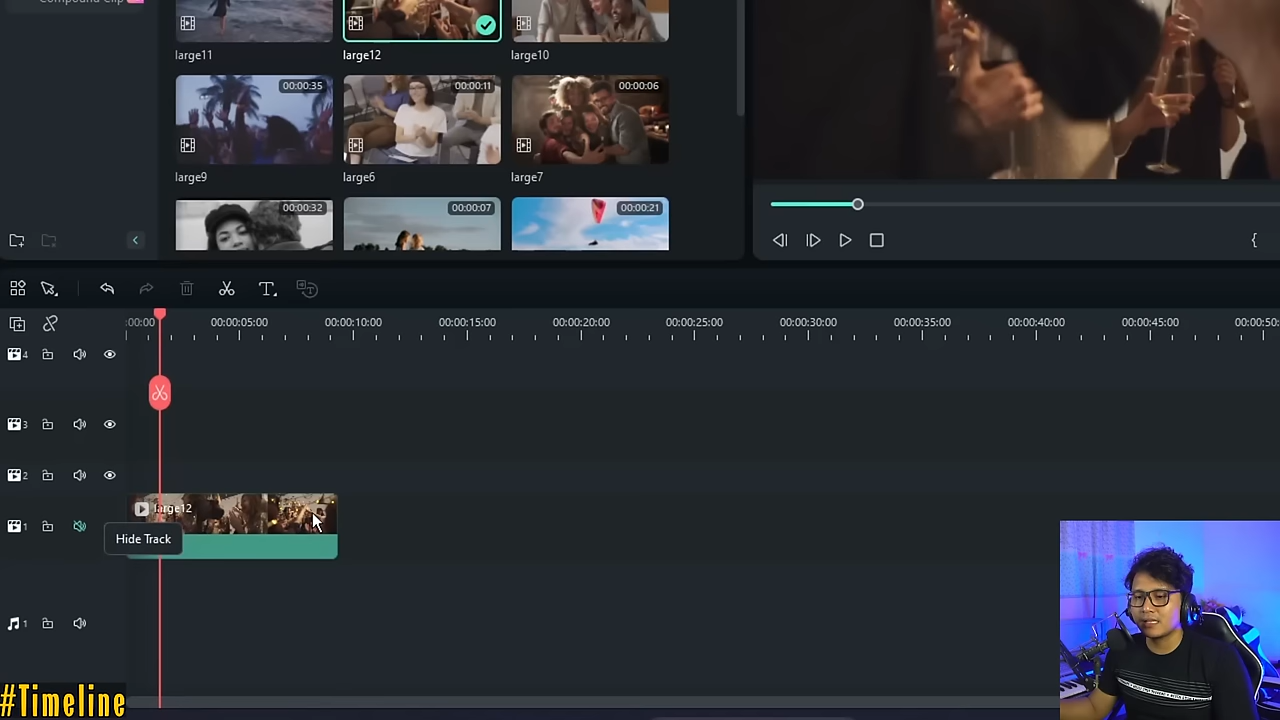 Compound Clip
large11
large12
large10
00:00:35
00:00:11
00:00:06
large9
large6
large7
00:00:32
00:00:07
00:00:21
:00:00
00:00:05:00
00:00:10:00
00:00:15:00
00:00:20:00
00:00:25:00
00:00:30:00
00:00:35:00
00:00:40:00
00:00:45:00
00:00:50:
4
3
2
large12
1
Hide Track
1
#Timeline